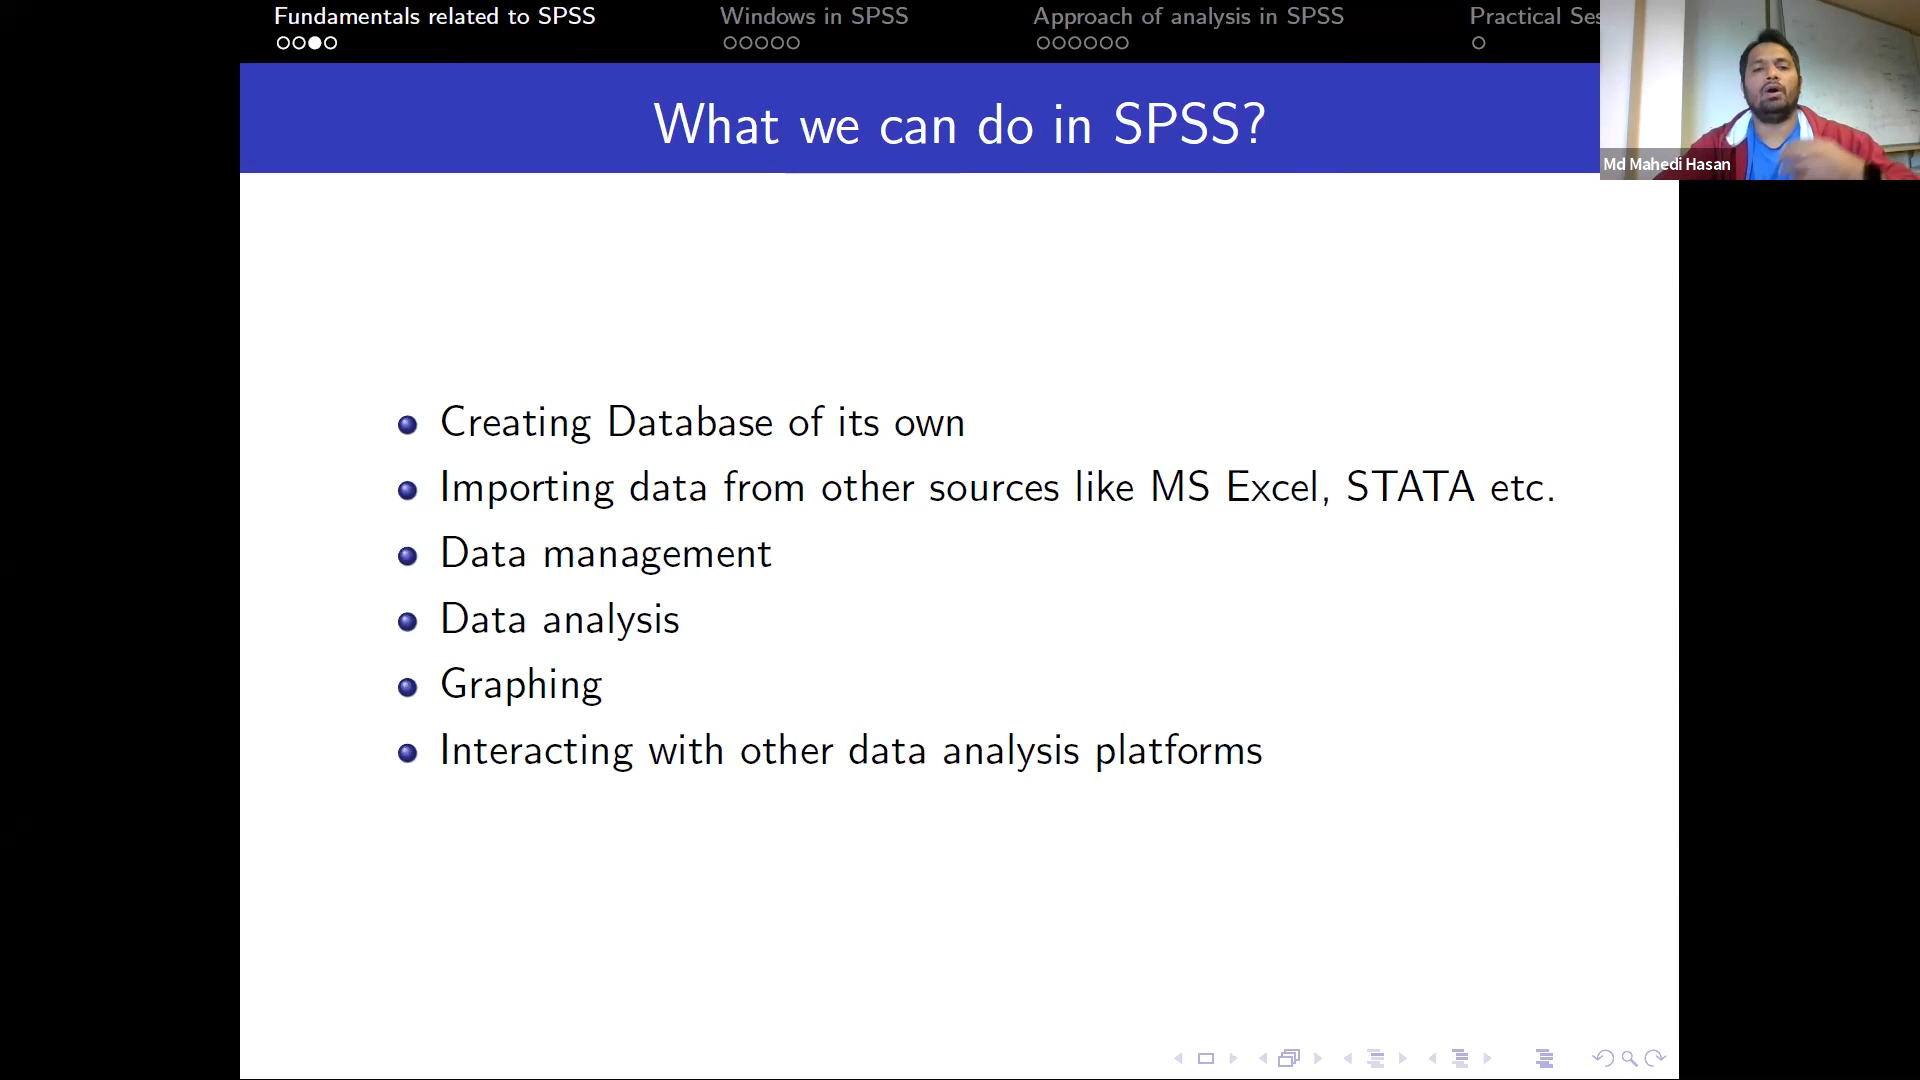 Fundamentals related to SPSS
Windows in SPSS
Approach of analysis in SPSS
Practical
What we can do in SPSS?
Md Mahedi Hasan
Creating Database of its own
Importing data from other sources like MS Excel, STATA etc.
Data management
Data analysis
Graphing
Interacting with other data analysis platforms